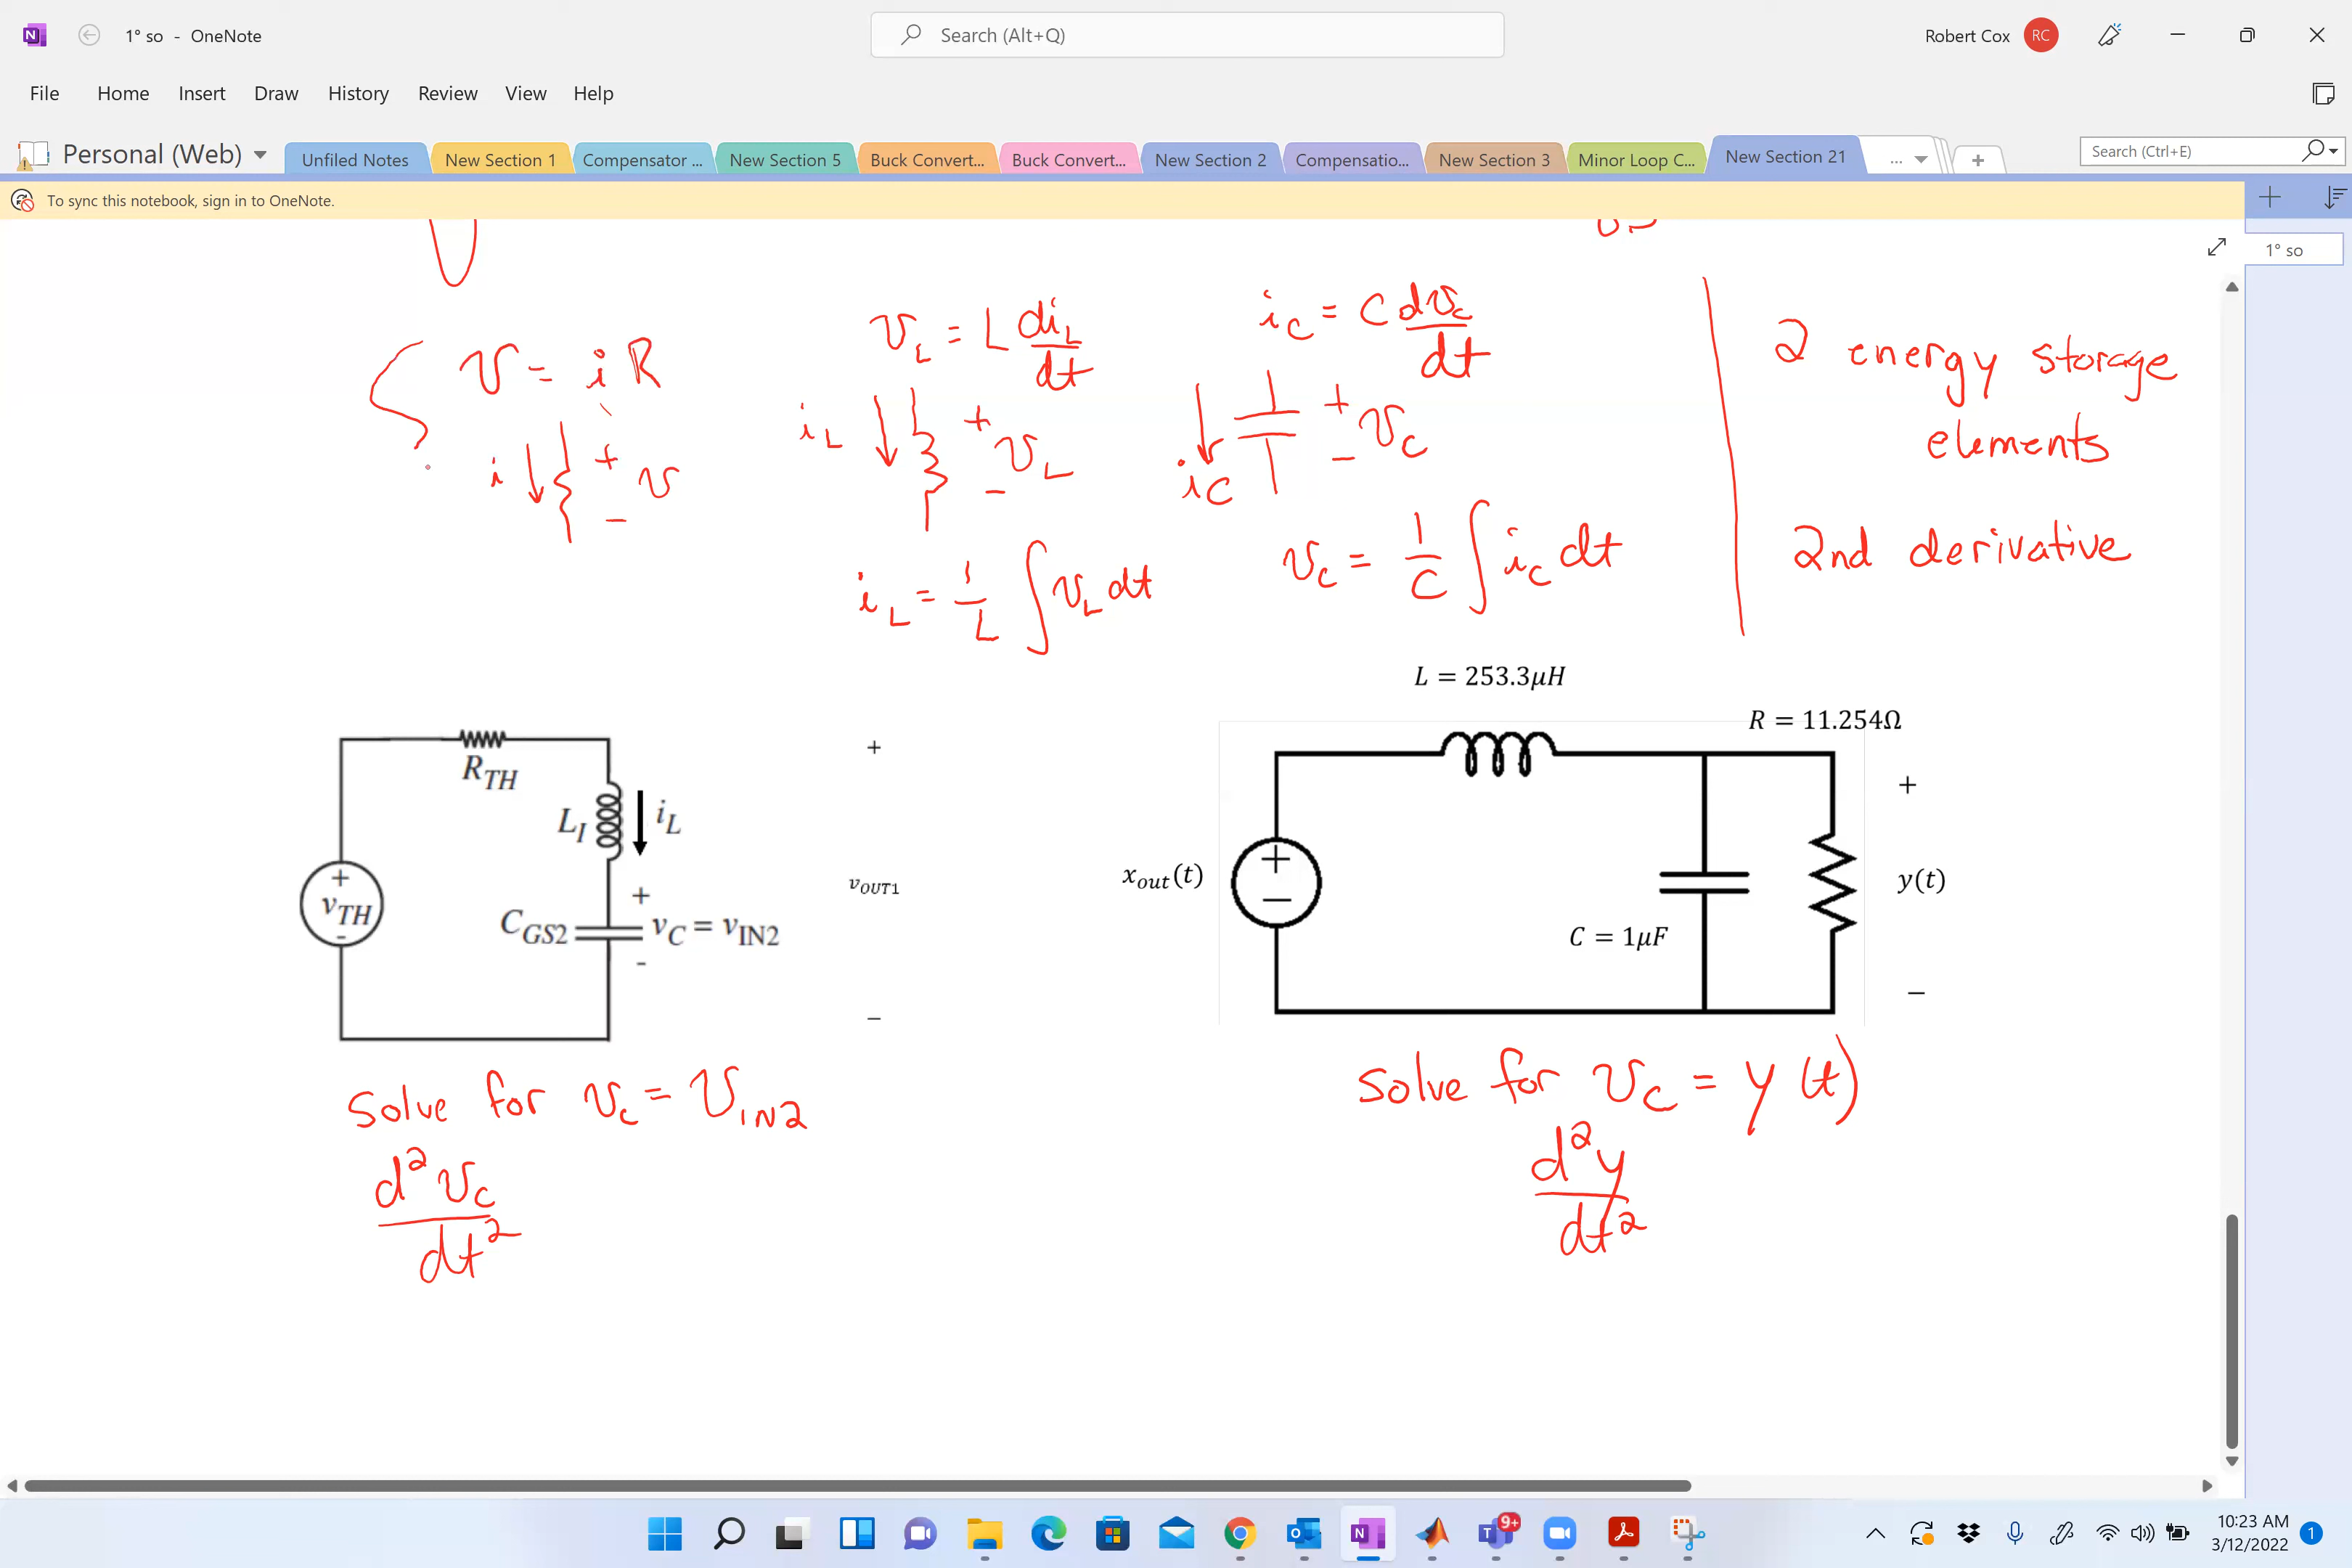 1° so - OneNote
Search (Alt+Q)
Robert Cox
RC
File Home Insert Draw History Review View Help
Personal (Web)
Unfiled Notes
New Section 1
Compensator ...
New Section 5
Buck Convert...
Buck Convert...
New Section 2
Compensatio...
New Section 3
Minor Loop C...
New Section 21
...
Search (Ctrl+E)
To sync this notebook, sign in to OneNote.
1° so
v = iR
i + v -
v_L = L di_L/dt
i_L + v_L -
i_L = 1/L ∫ v_L dt
i_C = C dv_C/dt
i_C + v_C -
v_C = 1/C ∫ i_C dt
2 energy storage
elements
2nd derivative
R_TH
L_I
i_L
+
v_TH
-
C_GS2
+
v_C = v_IN2
-
+
v_OUT1
−
L = 253.3μH
R = 11.254Ω
x_out(t)
+
−
C = 1μF
+
y(t)
−
Solve for v_C = v_IN2
d²v_C/dt²
Solve for v_C = y(t)
d²y/dt²
9+
10:23 AM
3/12/2022
1